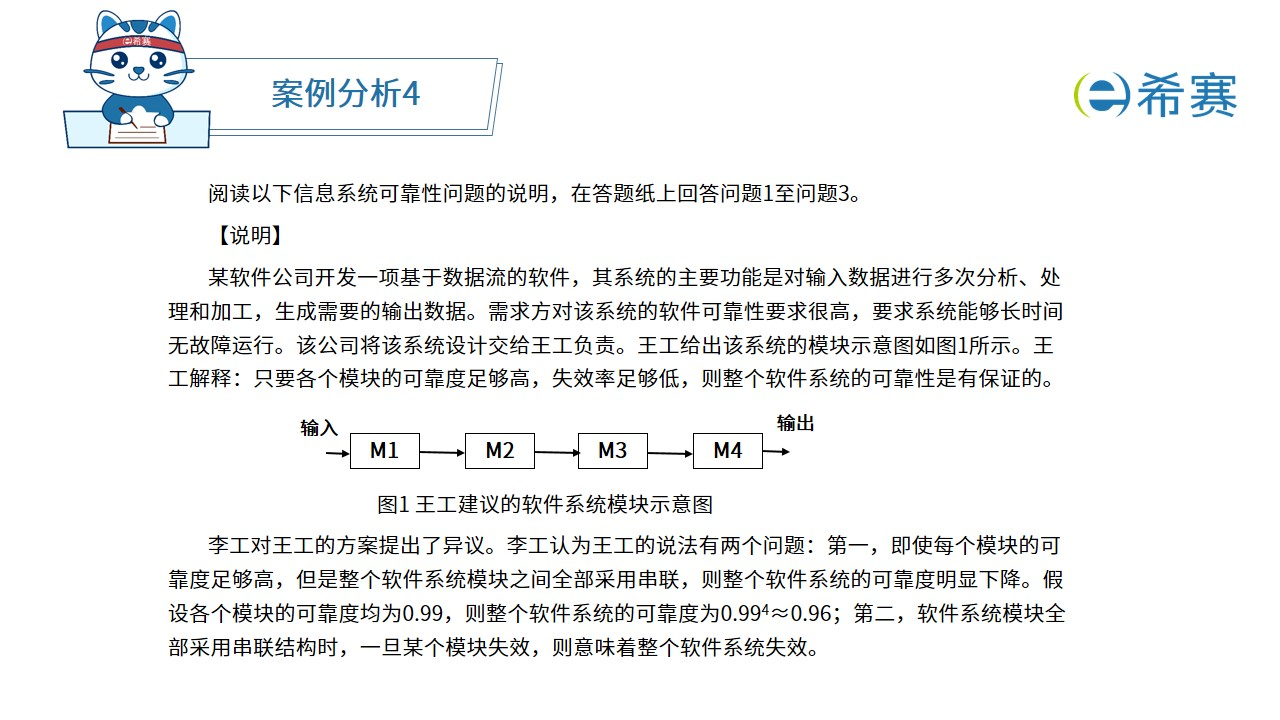 希赛
案例分析4
希赛
阅读以下信息系统可靠性问题的说明，在答题纸上回答问题1至问题3。
【说明】
某软件公司开发一项基于数据流的软件，其系统的主要功能是对输入数据进行多次分析、处
理和加工，生成需要的输出数据。需求方对该系统的软件可靠性要求很高，要求系统能够长时间
无故障运行。该公司将该系统设计交给王工负责。王工给出该系统的模块示意图如图1所示。王
工解释：只要各个模块的可靠度足够高，失效率足够低，则整个软件系统的可靠性是有保证的。
输入
M1
M2
M3
M4
输出
图1 王工建议的软件系统模块示意图
李工对王工的方案提出了异议。李工认为王工的说法有两个问题：第一，即使每个模块的可
靠度足够高，但是整个软件系统模块之间全部采用串联，则整个软件系统的可靠度明显下降。假
设各个模块的可靠度均为0.99，则整个软件系统的可靠度为0.99⁴≈0.96；第二，软件系统模块全
部采用串联结构时，一旦某个模块失效，则意味着整个软件系统失效。